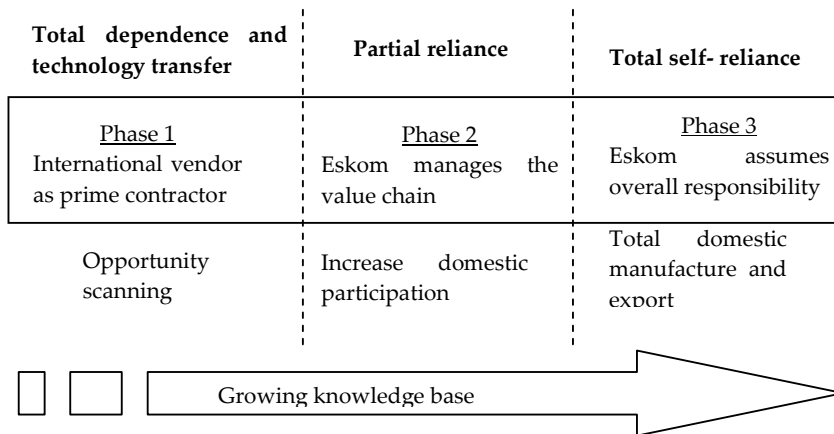 Total dependence and
technology transfer
Partial reliance
Total self- reliance
Phase 1
International vendor
as prime contractor
Phase 2
Eskom manages the
value chain
Phase 3
Eskom assumes
overall responsibility
Opportunity
scanning
Increase domestic
participation
Total domestic
manufacture and
export
Growing knowledge base